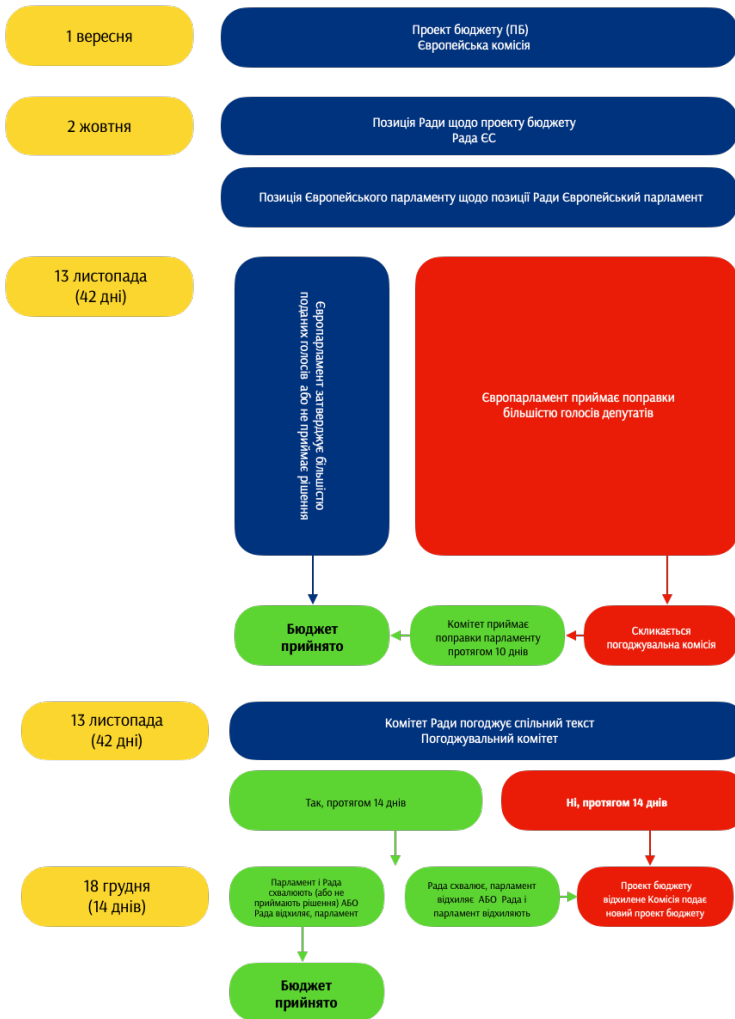 1 вересня
Проект бюджету (ПБ)
Європейська комісія
2 жовтня
Позиція Ради щодо проекту бюджету
Рада ЄС
Позиція Європейського парламенту щодо позиції Ради Європейський парламент
13 листопада
(42 дні)
Європарламент затверджує більшістю
поданих голосів або не приймає рішення
Європарламент приймає поправки
більшістю голосів депутатів
Бюджет
прийнято
Комітет приймає
поправки парламенту
протягом 10 днів
Скликається
погоджувальна комісія
13 листопада
(42 дні)
Комітет Ради погоджує спільний текст
Погоджувальний комітет
Так, протягом 14 днів
Ні, протягом 14 днів
18 грудня
(14 днів)
Парламент і Рада
схвалюють (або не
приймають рішення) АБО
Рада відхиляє, парламент
Рада схвалює, парламент
відхиляє АБО Рада і
парламент відхиляють
Проект бюджету
відхилене Комісія подає
новий проект бюджету
Бюджет
прийнято